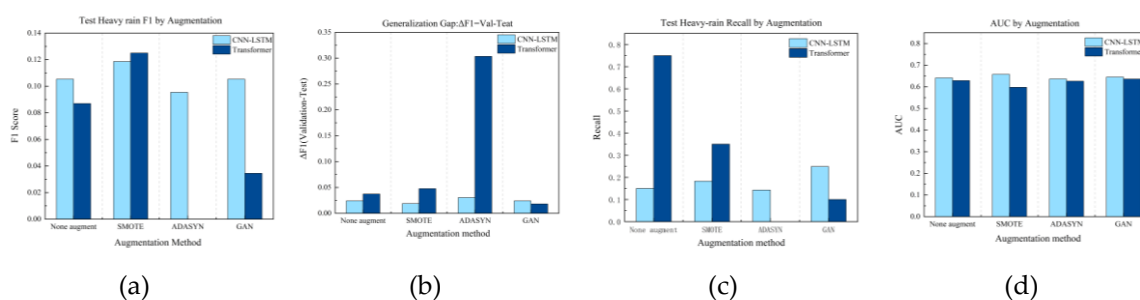 Test Heavy rain F1 by Augmentation
CNN-LSTM
Transformer
0.14
0.12
0.10
0.08
0.06
0.04
0.02
0.00
F1 Score
None augment SMOTE ADASYN GAN
Augmentation Method
(a)
Generalization Gap:ΔF1=Val-Teat
CNN-LSTM
Transformer
0.35
0.30
0.25
0.20
0.15
0.10
0.05
0.00
ΔF1(Validation-Test)
None augment SMOTE ADASYN GAN
Augmentation method
(b)
Test Heavy-rain Recall by Augmentation
CNN-LSTM
Transformer
0.8
0.7
0.6
0.5
0.4
0.3
0.2
0.1
0.0
Recall
None augment SMOTE ADASYN GAN
Augmentation method
(c)
AUC by Augmentation
CNN-LSTM
Transformer
0.9
0.8
0.7
0.6
0.5
0.4
0.3
0.2
0.1
0.0
AUC
None augment SMOTE ADASYN GAN
Augmentation Method
(d)